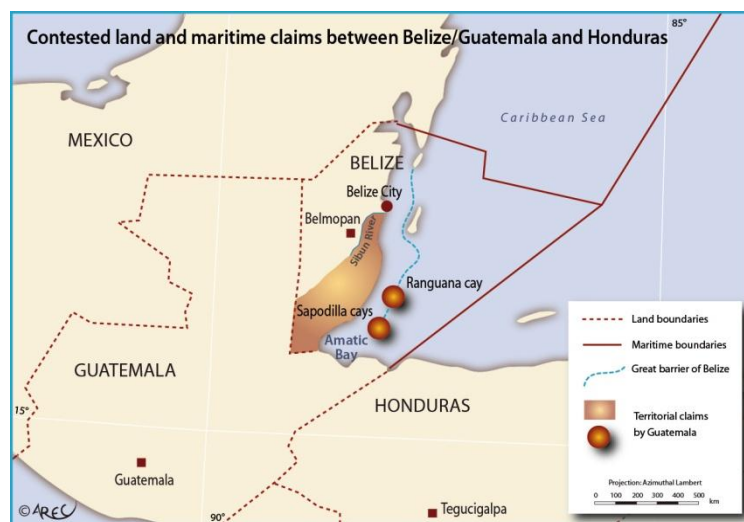 Contested land and maritime claims between Belize/Guatemala and Honduras
85°
Caribbean Sea
MEXICO
BELIZE
Belize City
Belmopan
Sibun River
Ranguana cay
Sapodilla cays
Amatic
Bay
GUATEMALA
HONDURAS
15°
Guatemala
90°
Tegucigalpa
Land boundaries
Maritime boundaries
Great barrier of Belize
Territorial claims
by Guatemala
Projection: Azimuthal Lambert
0 100 200 300 400 500 km
© AREC